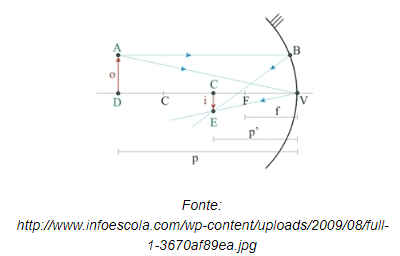 A
B
o
C
D
C
i
F
V
E
f
p'
p
Fonte:
http://www.infoescola.com/wp-content/uploads/2009/08/full-
1-3670af89ea.jpg